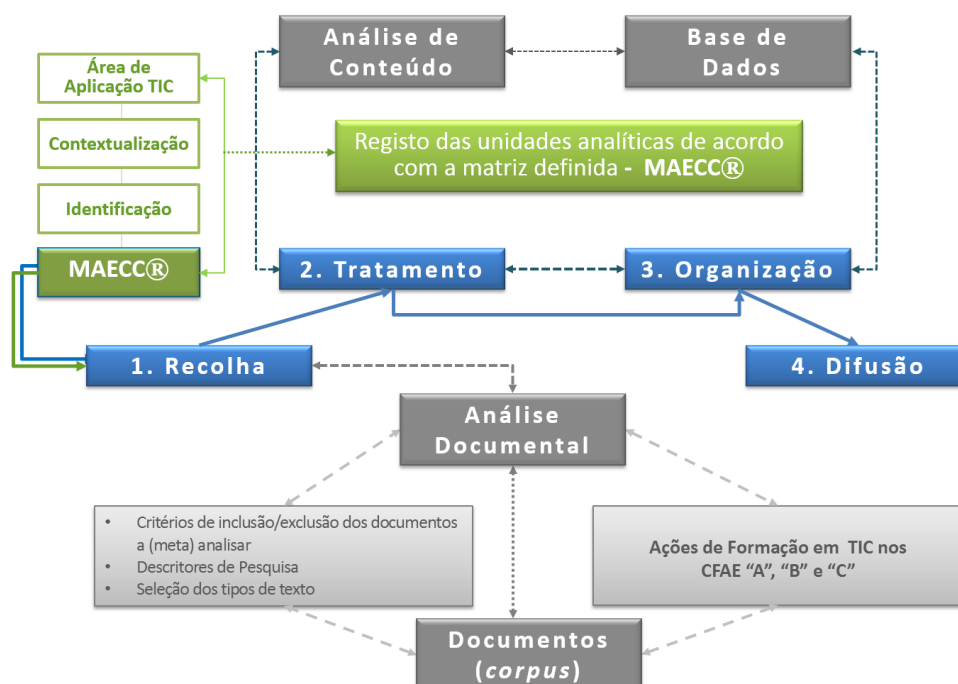 Análise de
Conteúdo
Base de
Dados
Área de
Aplicação TIC
Contextualização
Identificação
MAECC®
Registo das unidades analíticas de acordo
com a matriz definida - MAECC®
2. Tratamento
3. Organização
1. Recolha
4. Difusão
Análise
Documental
• Critérios de inclusão/exclusão dos documentos
a (meta) analisar
• Descritores de Pesquisa
• Seleção dos tipos de texto
Ações de Formação em TIC nos
CFAE “A”, “B” e “C”
Documentos
(corpus)